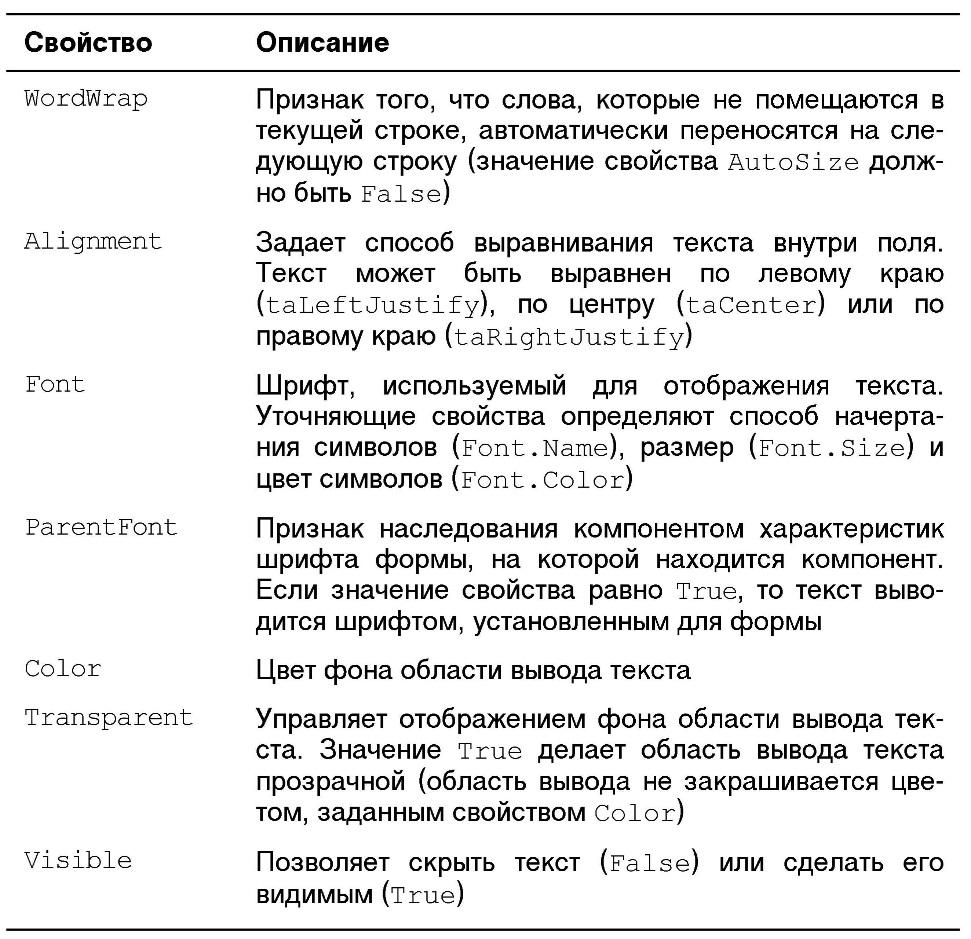 Свойство Описание
WordWrap Признак того, что слова, которые не помещаются в
текущей строке, автоматически переносятся на сле-
дующую строку (значение свойства AutoSize долж-
но быть False)
Alignment Задает способ выравнивания текста внутри поля.
Текст может быть выравнен по левому краю
(taLeftJustify), по центру (taCenter) или по
правому краю (taRightJustify)
Font Шрифт, используемый для отображения текста.
Уточняющие свойства определяют способ начерта-
ния символов (Font.Name), размер (Font.Size) и
цвет символов (Font.Color)
ParentFont Признак наследования компонентом характеристик
шрифта формы, на которой находится компонент.
Если значение свойства равно True, то текст выво-
дится шрифтом, установленным для формы
Color Цвет фона области вывода текста
Transparent Управляет отображением фона области вывода тек-
ста. Значение True делает область вывода текста
прозрачной (область вывода не закрашивается цве-
том, заданным свойством Color)
Visible Позволяет скрыть текст (False) или сделать его
видимым (True)